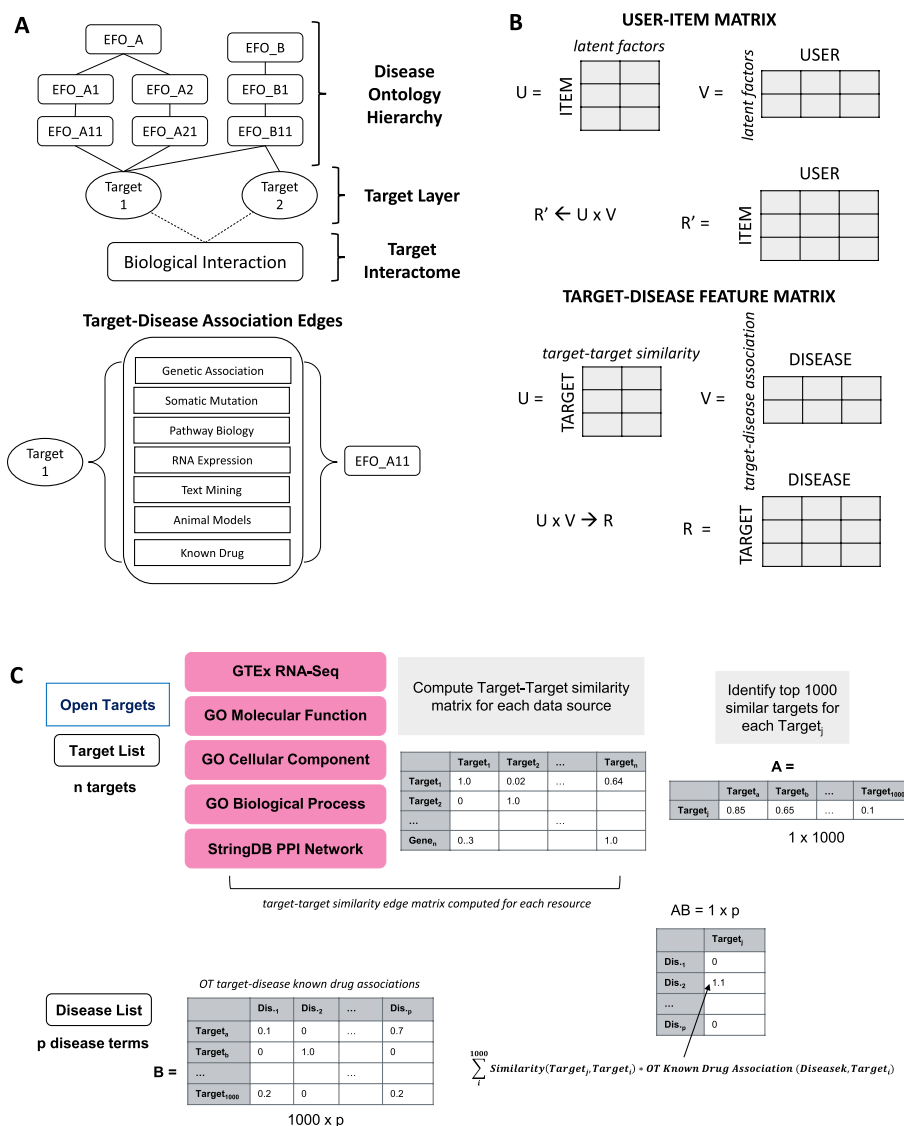 A
EFO_A
EFO_B
EFO_A1
EFO_A2
EFO_B1
EFO_A11
EFO_A21
EFO_B11
Disease
Ontology
Hierarchy
Target
1
Target
2
Target Layer
Biological Interaction
Target
Interactome
Target-Disease Association Edges
Genetic Association
Somatic Mutation
Pathway Biology
RNA Expression
Text Mining
Animal Models
Known Drug
Target
1
EFO_A11
B
USER-ITEM MATRIX
latent factors
U =
ITEM
V =
latent factors
USER
R' ← U x V
R' =
ITEM
USER
TARGET-DISEASE FEATURE MATRIX
target-target similarity
U =
TARGET
V =
target-disease association
DISEASE
U x V → R
R =
TARGET
DISEASE
C
Open Targets
Target List
n targets
GTEx RNA-Seq
GO Molecular Function
GO Cellular Component
GO Biological Process
StringDB PPI Network
Compute Target-Target similarity
matrix for each data source
Target₁ Target₂ … Targetₙ
Target₁ 1.0 0.02 … 0.64
Target₂ 0 1.0
… …
Geneₙ 0..3 1.0
target-target similarity edge matrix computed for each resource
Identify top 1000
similar targets for
each Targetⱼ
A =
Targetₐ Target_b … Target₁₀₀₀
Targetⱼ 0.85 0.65 … 0.1
1 x 1000
AB = 1 x p
Targetⱼ
Dis.₁ 0
Dis.₂ 1.1
…
Dis.ₚ 0
Disease List
p disease terms
OT target-disease known drug associations
Dis.₁ Dis.₂ … Dis.ₚ
Targetₐ 0.1 0 … 0.7
Target_b 0 1.0 0
… …
Target₁₀₀₀ 0.2 0 0.2
B =
1000 x p
1000
∑ Similarity(Targetⱼ, Targetᵢ) * OT Known Drug Association (Diseasek, Targetᵢ)
i